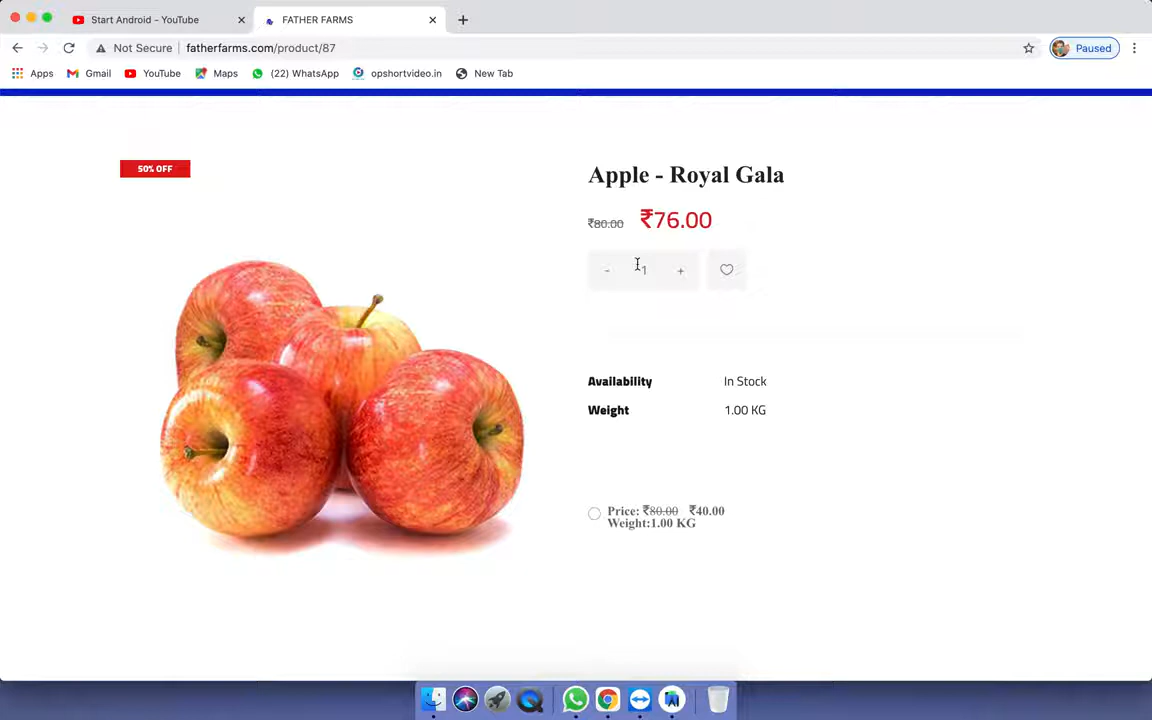 Start Android - YouTube
FATHER FARMS
Not Secure
fatherfarms.com/product/87
Paused
Apps
Gmail
YouTube
Maps
(22) WhatsApp
opshortvideo.in
New Tab
50% OFF
Apple - Royal Gala
₹80.00 ₹76.00
- 1 +
Availability In Stock
Weight 1.00 KG
Price: ₹80.00 ₹40.00
Weight:1.00 KG